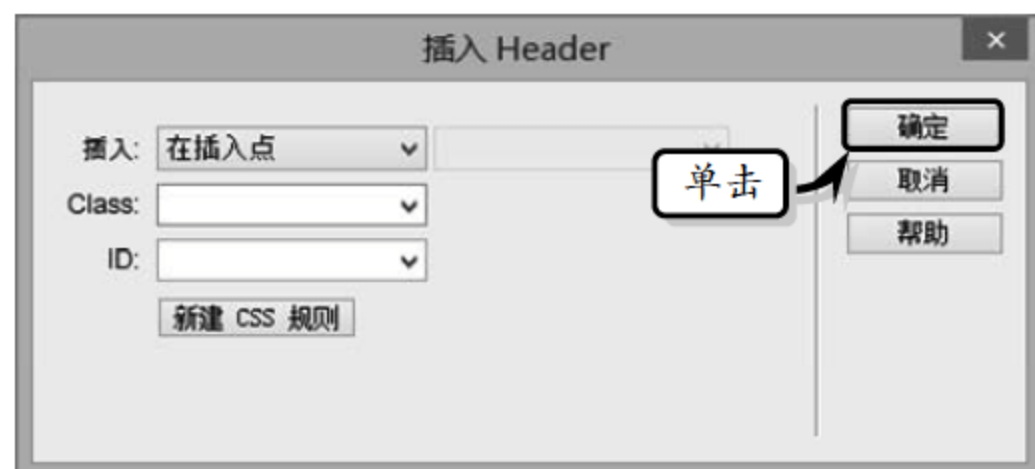 插入 Header
×
插入: 在插入点
Class:
ID:
新建 CSS 规则
单击
确定
取消
帮助